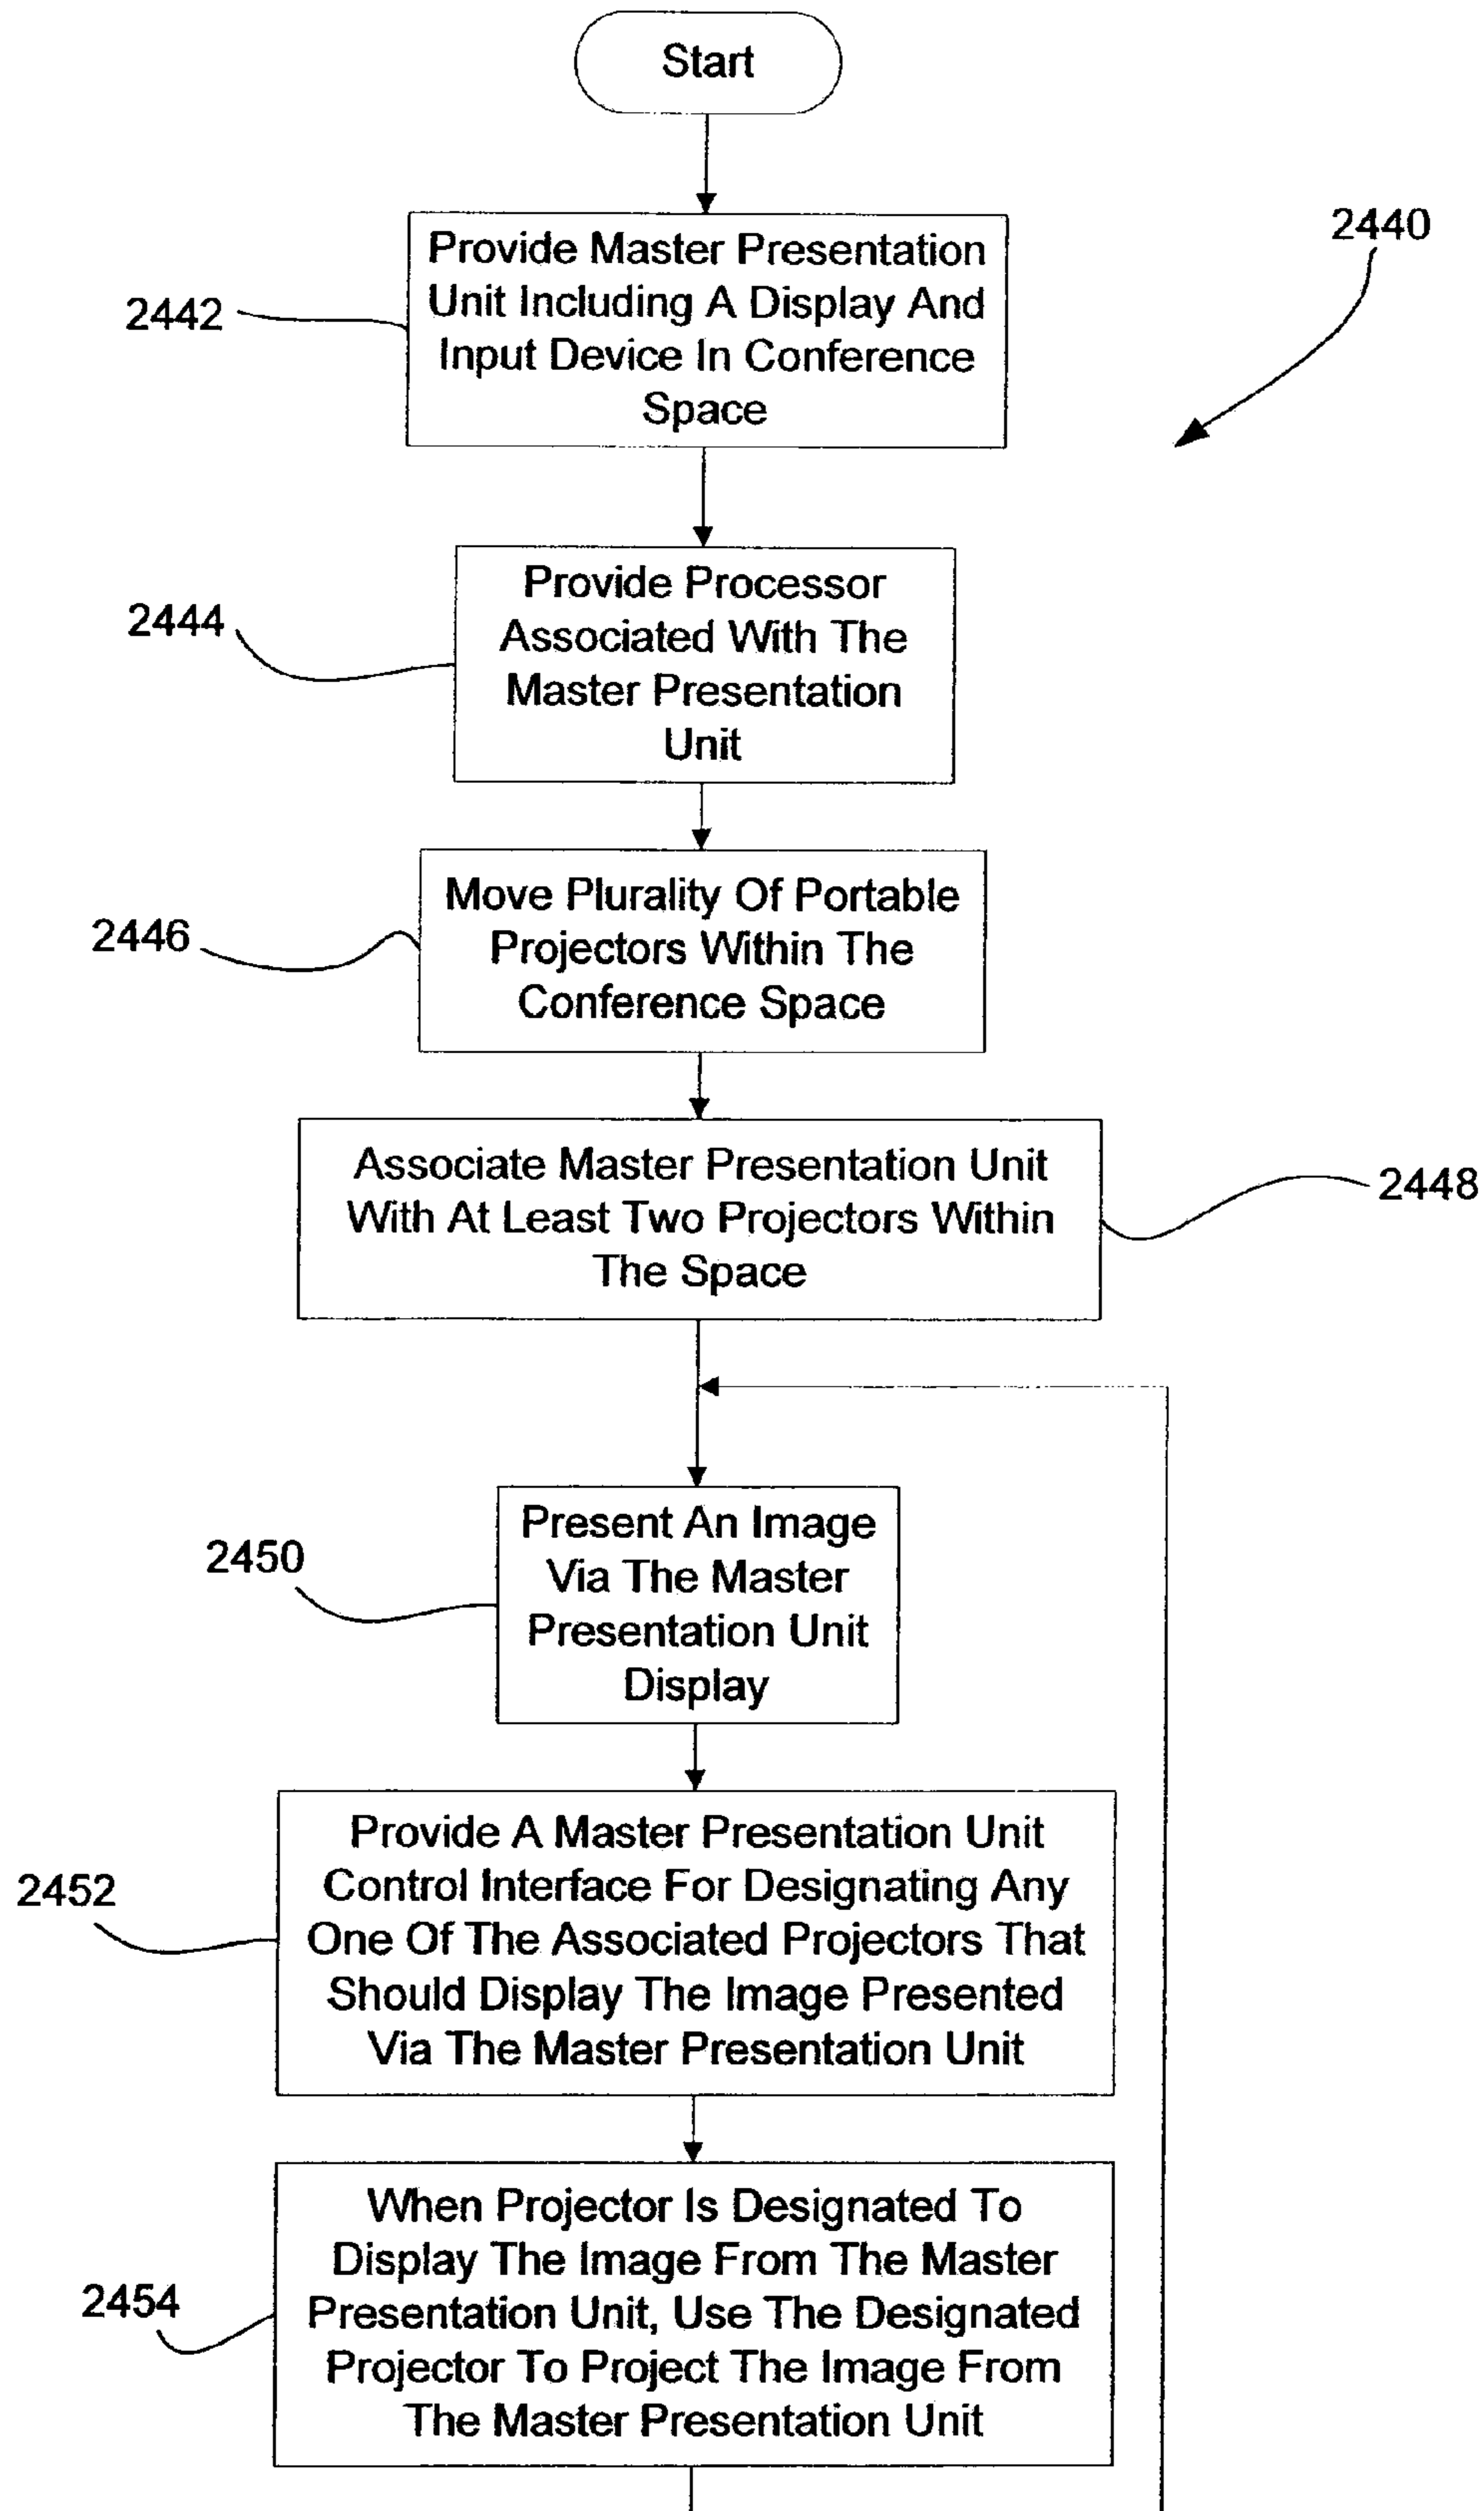 Start
2440
Provide Master Presentation
Unit Including A Display And
Input Device In Conference
Space
2442
Provide Processor
Associated With The
Master Presentation
Unit
2444
Move Plurality Of Portable
Projectors Within The
Conference Space
2446
Associate Master Presentation Unit
With At Least Two Projectors Within
The Space
2448
Present An Image
Via The Master
Presentation Unit
Display
2450
Provide A Master Presentation Unit
Control Interface For Designating Any
One Of The Associated Projectors That
Should Display The Image Presented
Via The Master Presentation Unit
2452
When Projector Is Designated To
Display The Image From The Master
Presentation Unit, Use The Designated
Projector To Project The Image From
The Master Presentation Unit
2454